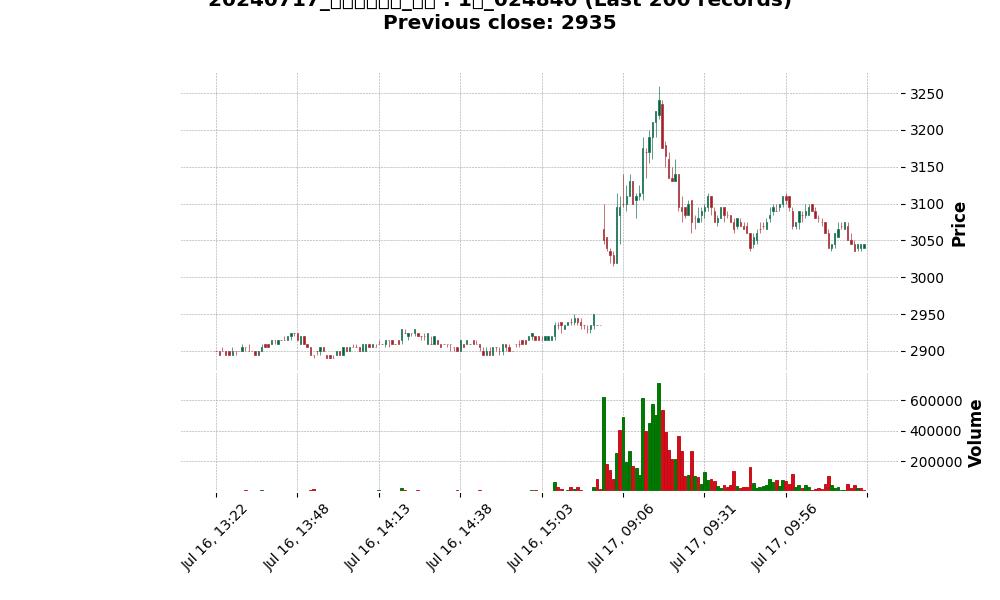 20240717_▯▯▯▯▯▯_▯▯ : 1▯_024840 (Last 200 records)
Previous close: 2935
3250
3200
3150
3100
3050
3000
2950
2900
Price
600000
400000
200000
Volume
Jul 16, 13:22
Jul 16, 13:48
Jul 16, 14:13
Jul 16, 14:38
Jul 16, 15:03
Jul 17, 09:06
Jul 17, 09:31
Jul 17, 09:56